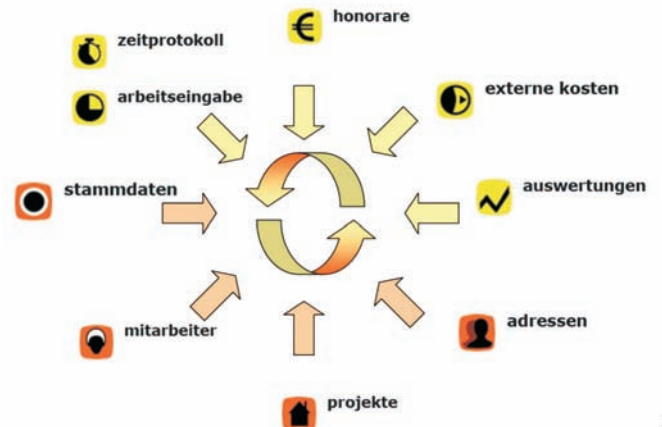 honorare
zeitprotokoll
externe kosten
arbeitseingabe
stammdaten
auswertungen
mitarbeiter
adressen
projekte